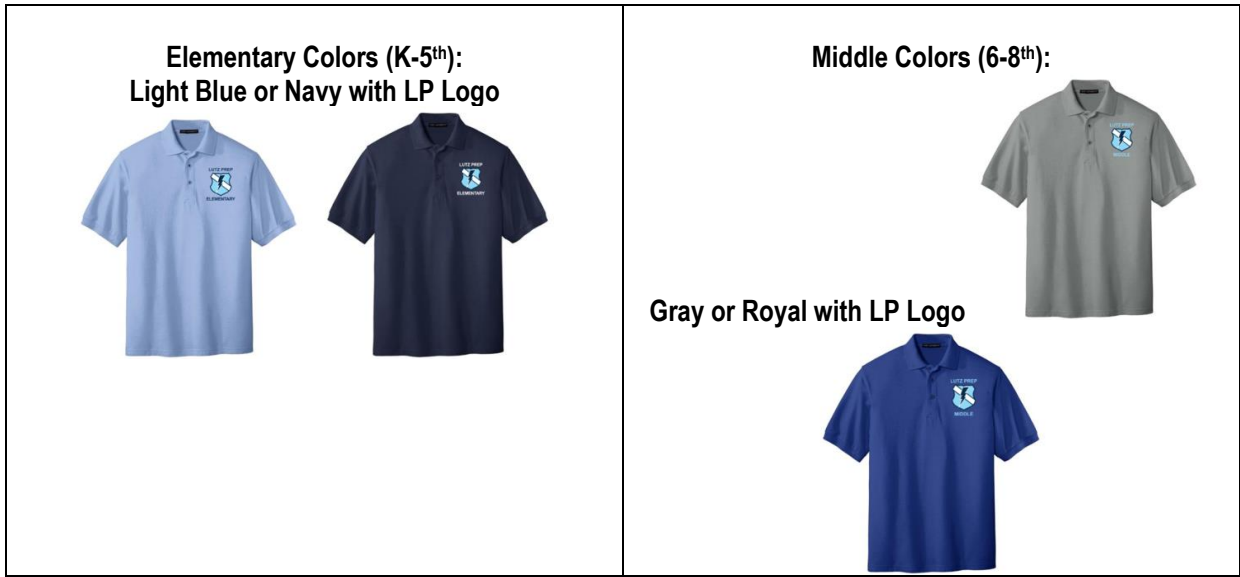 Elementary Colors (K-5th):
Light Blue or Navy with LP Logo
LUTZ PREP
ELEMENTARY
LUTZ PREP
ELEMENTARY
Middle Colors (6-8th):
LUTZ PREP
MIDDLE
Gray or Royal with LP Logo
LUTZ PREP
MIDDLE